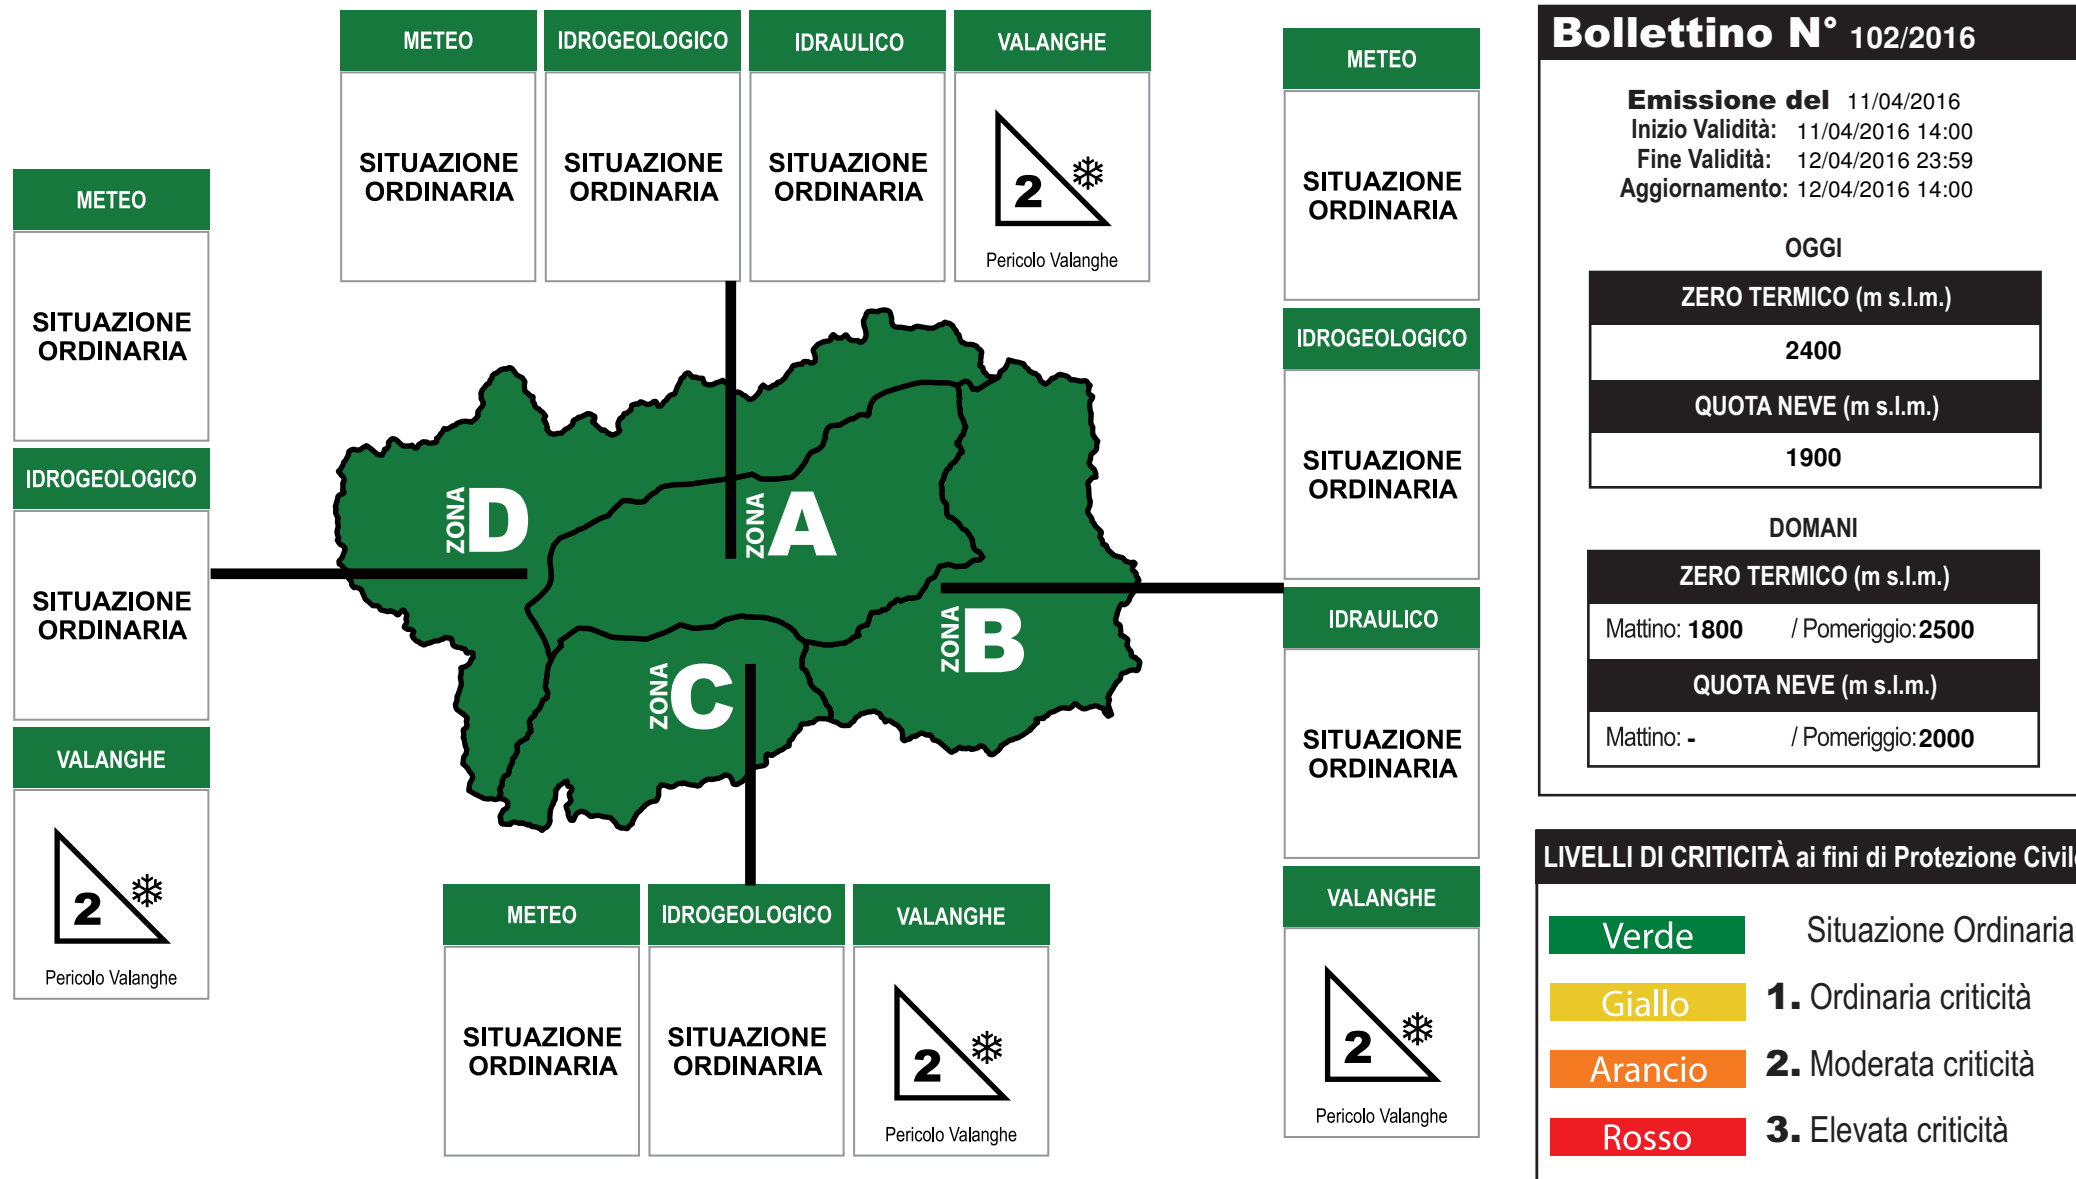 METEO
IDROGEOLOGICO
IDRAULICO
VALANGHE
SITUAZIONE
ORDINARIA
SITUAZIONE
ORDINARIA
SITUAZIONE
ORDINARIA
2
Pericolo Valanghe
METEO
SITUAZIONE
ORDINARIA
IDROGEOLOGICO
SITUAZIONE
ORDINARIA
VALANGHE
2
Pericolo Valanghe
ZONA D
ZONA A
ZONA B
ZONA C
METEO
IDROGEOLOGICO
VALANGHE
SITUAZIONE
ORDINARIA
SITUAZIONE
ORDINARIA
2
Pericolo Valanghe
METEO
SITUAZIONE
ORDINARIA
IDROGEOLOGICO
SITUAZIONE
ORDINARIA
IDRAULICO
SITUAZIONE
ORDINARIA
VALANGHE
2
Pericolo Valanghe
Bollettino N° 102/2016
Emissione del 11/04/2016
Inizio Validità: 11/04/2016 14:00
Fine Validità: 12/04/2016 23:59
Aggiornamento: 12/04/2016 14:00
OGGI
ZERO TERMICO (m s.l.m.)
2400
QUOTA NEVE (m s.l.m.)
1900
DOMANI
ZERO TERMICO (m s.l.m.)
Mattino: 1800 / Pomeriggio: 2500
QUOTA NEVE (m s.l.m.)
Mattino: - / Pomeriggio: 2000
LIVELLI DI CRITICITÀ ai fini di Protezione Civile
Verde Situazione Ordinaria
Giallo 1. Ordinaria criticità
Arancio 2. Moderata criticità
Rosso 3. Elevata criticità